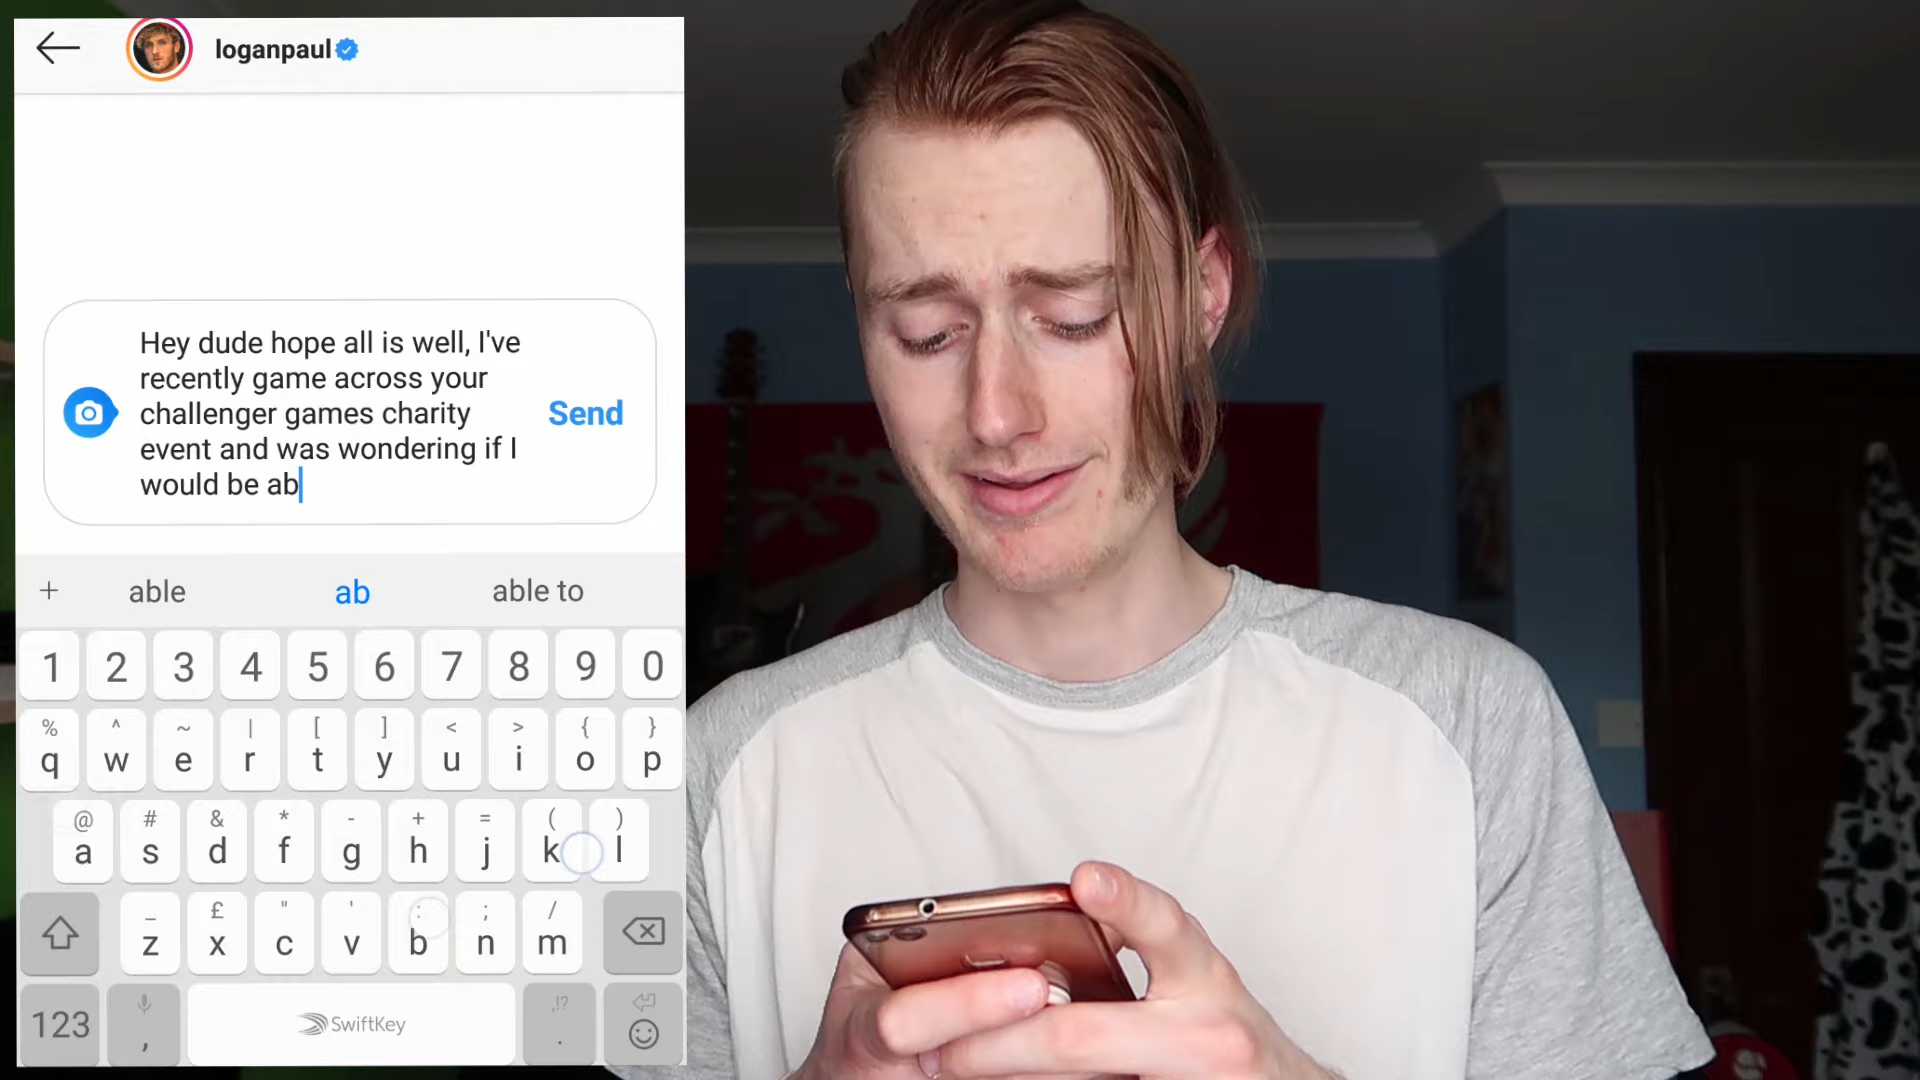 loganpaul
Hey dude hope all is well, I've
recently game across your
challenger games charity
event and was wondering if I
would be ab
Send
+ able ab able to
1 2 3 4 5 6 7 8 9 0
% ^ ~ | [ ] < > { }
q w e r t y u i o p
@ # & * - + = ( )
a s d f g h j k l
_ £ " ' : ; /
z x c v b n m
123 , SwiftKey ,!? .